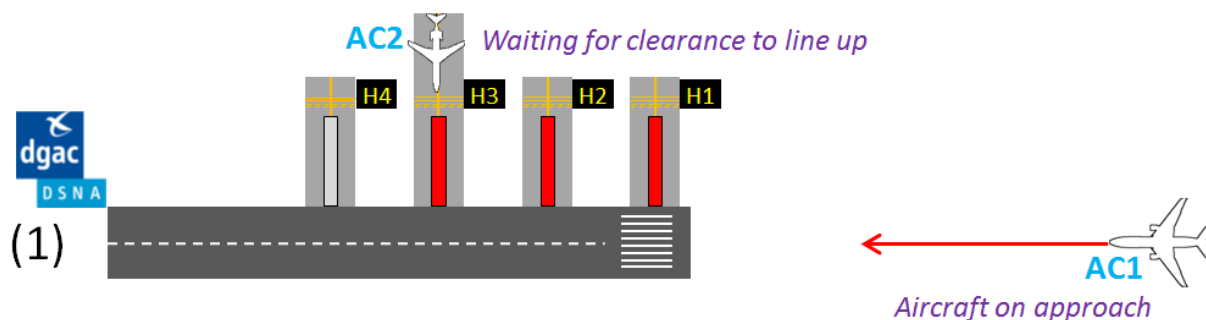 AC2 Waiting for clearance to line up
H4 H3 H2 H1
dgac
DSNA
(1)
AC1
Aircraft on approach